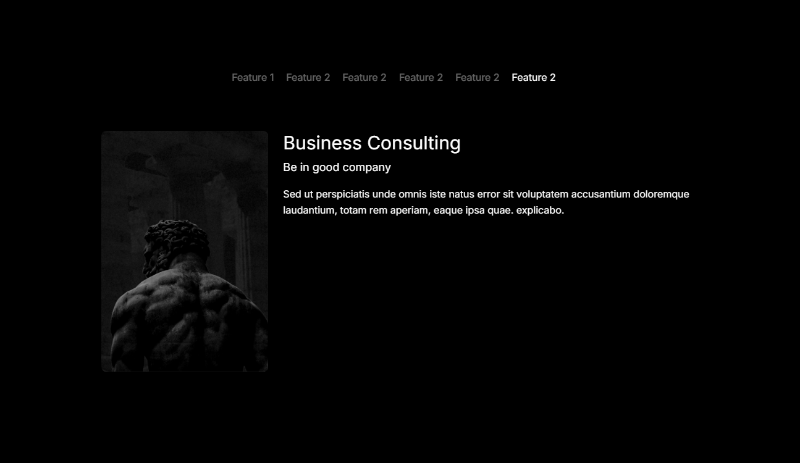 Feature 1 Feature 2 Feature 2 Feature 2 Feature 2 Feature 2
Business Consulting
Be in good company
Sed ut perspiciatis unde omnis iste natus error sit voluptatem accusantium doloremque
laudantium, totam rem aperiam, eaque ipsa quae. explicabo.